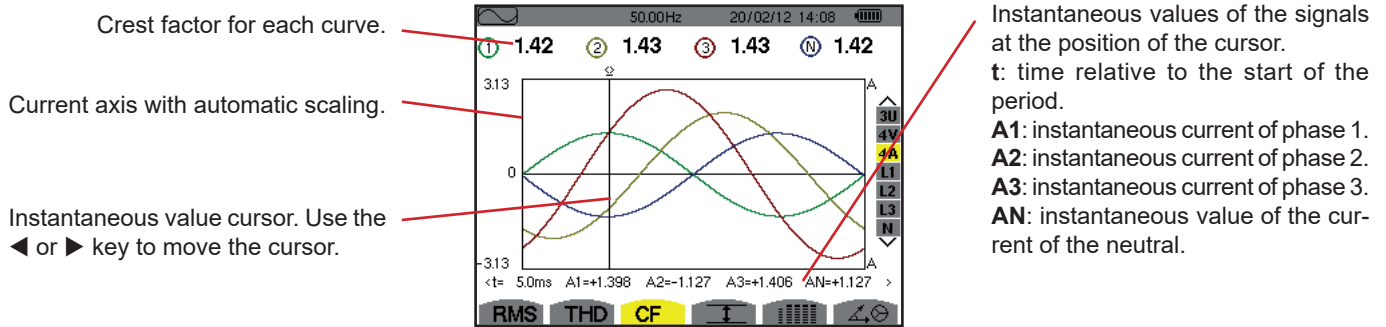 Crest factor for each curve.
Current axis with automatic scaling.
Instantaneous value cursor. Use the
◄ or ► key to move the cursor.
50.00Hz 20/02/12 14:08
1 1.42 2 1.43 3 1.43 N 1.42
3.13 A
0
-3.13 A
3U
4V
4A
L1
L2
L3
N
<t= 5.0ms A1=+1.398 A2=-1.127 A3=+1.406 AN=+1.127 >
RMS THD CF
Instantaneous values of the signals
at the position of the cursor.
t: time relative to the start of the
period.
A1: instantaneous current of phase 1.
A2: instantaneous current of phase 2.
A3: instantaneous current of phase 3.
AN: instantaneous value of the cur-
rent of the neutral.